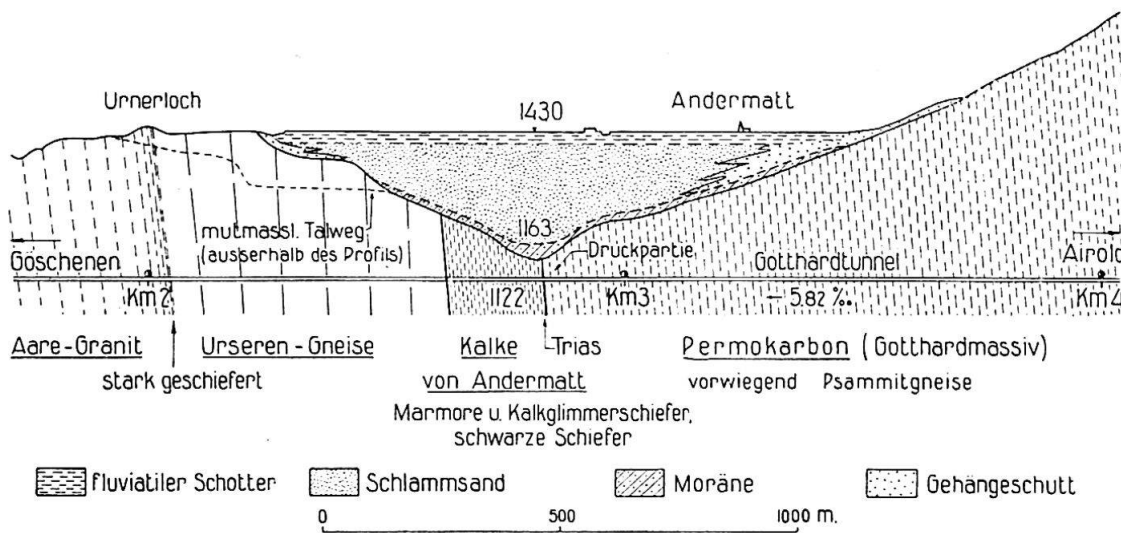 Urnerloch
1430
Andermatt
1163
mutmassl. Talweg
(ausserhalb des Profils)
Druckpartie
Göschenen
Gotthardtunnel
Airolo
Km 2
1122
Km 3
– 5.82 ‰
Km 4
Aare-Granit
Urseren-Gneise
Kalke
Trias
Permokarbon (Gotthardmassiv)
stark geschiefert
von Andermatt
vorwiegend Psammitgneise
Marmore u. Kalkglimmerschiefer,
schwarze Schiefer
fluviatiler Schotter
Schlammsand
Moräne
Gehängeschutt
0 500 1000 m.